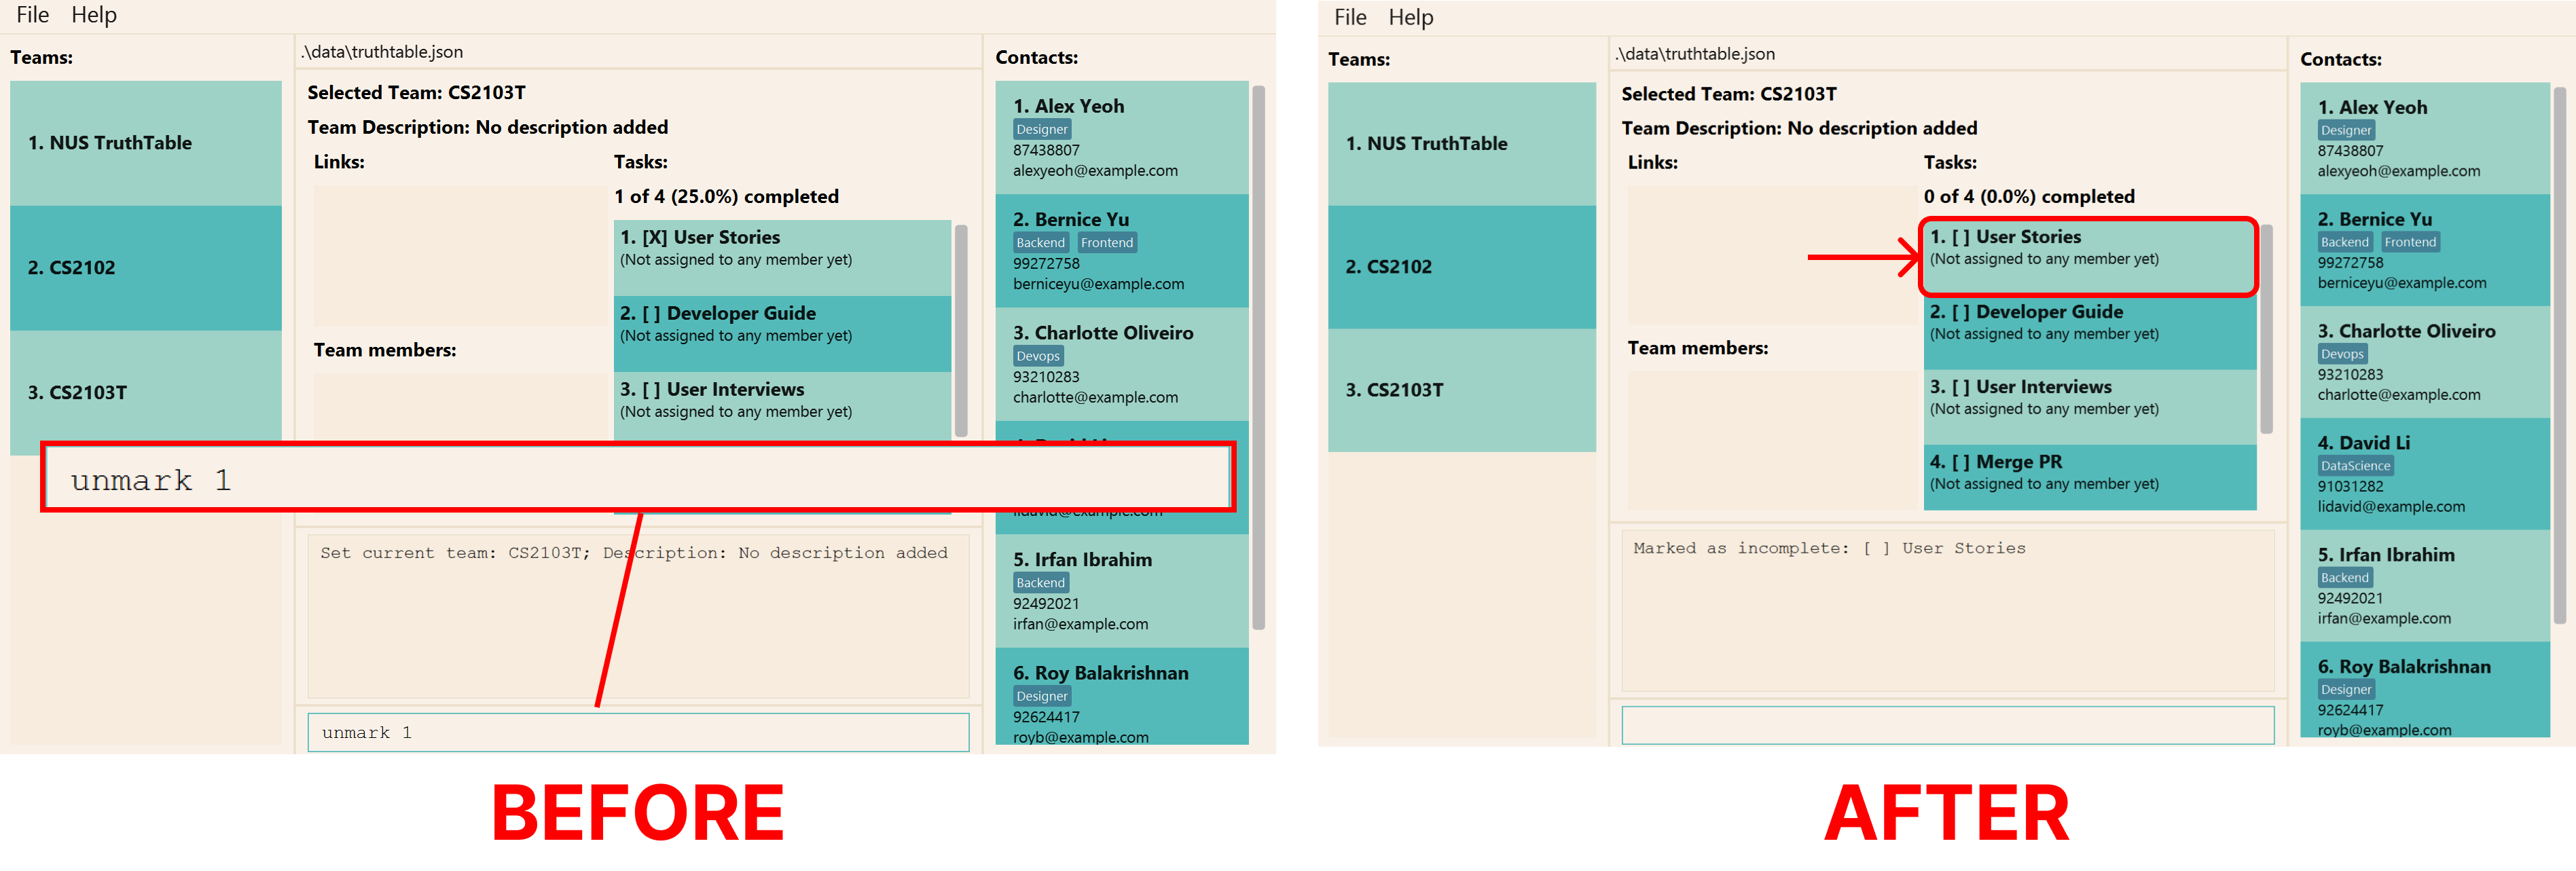 File Help
Teams:
1. NUS TruthTable
2. CS2102
3. CS2103T
.\data\truthtable.json
Selected Team: CS2103T
Team Description: No description added
Links:
Tasks:
1 of 4 (25.0%) completed
1. [X] User Stories
(Not assigned to any member yet)
2. [ ] Developer Guide
(Not assigned to any member yet)
3. [ ] User Interviews
(Not assigned to any member yet)
Team members:
unmark 1
Set current team: CS2103T; Description: No description added
unmark 1
Contacts:
1. Alex Yeoh
Designer
87438807
alexyeoh@example.com
2. Bernice Yu
Backend Frontend
99272758
berniceyu@example.com
3. Charlotte Oliveiro
Devops
93210283
charlotte@example.com
lidavid@example.com
5. Irfan Ibrahim
Backend
92492021
irfan@example.com
6. Roy Balakrishnan
Designer
92624417
royb@example.com
BEFORE
File Help
Teams:
1. NUS TruthTable
2. CS2102
3. CS2103T
.\data\truthtable.json
Selected Team: CS2103T
Team Description: No description added
Links:
Tasks:
0 of 4 (0.0%) completed
1. [ ] User Stories
(Not assigned to any member yet)
2. [ ] Developer Guide
(Not assigned to any member yet)
3. [ ] User Interviews
(Not assigned to any member yet)
4. [ ] Merge PR
(Not assigned to any member yet)
Team members:
Marked as incomplete: [ ] User Stories
Contacts:
1. Alex Yeoh
Designer
87438807
alexyeoh@example.com
2. Bernice Yu
Backend Frontend
99272758
berniceyu@example.com
3. Charlotte Oliveiro
Devops
93210283
charlotte@example.com
4. David Li
DataScience
91031282
lidavid@example.com
5. Irfan Ibrahim
Backend
92492021
irfan@example.com
6. Roy Balakrishnan
Designer
92624417
royb@example.com
AFTER